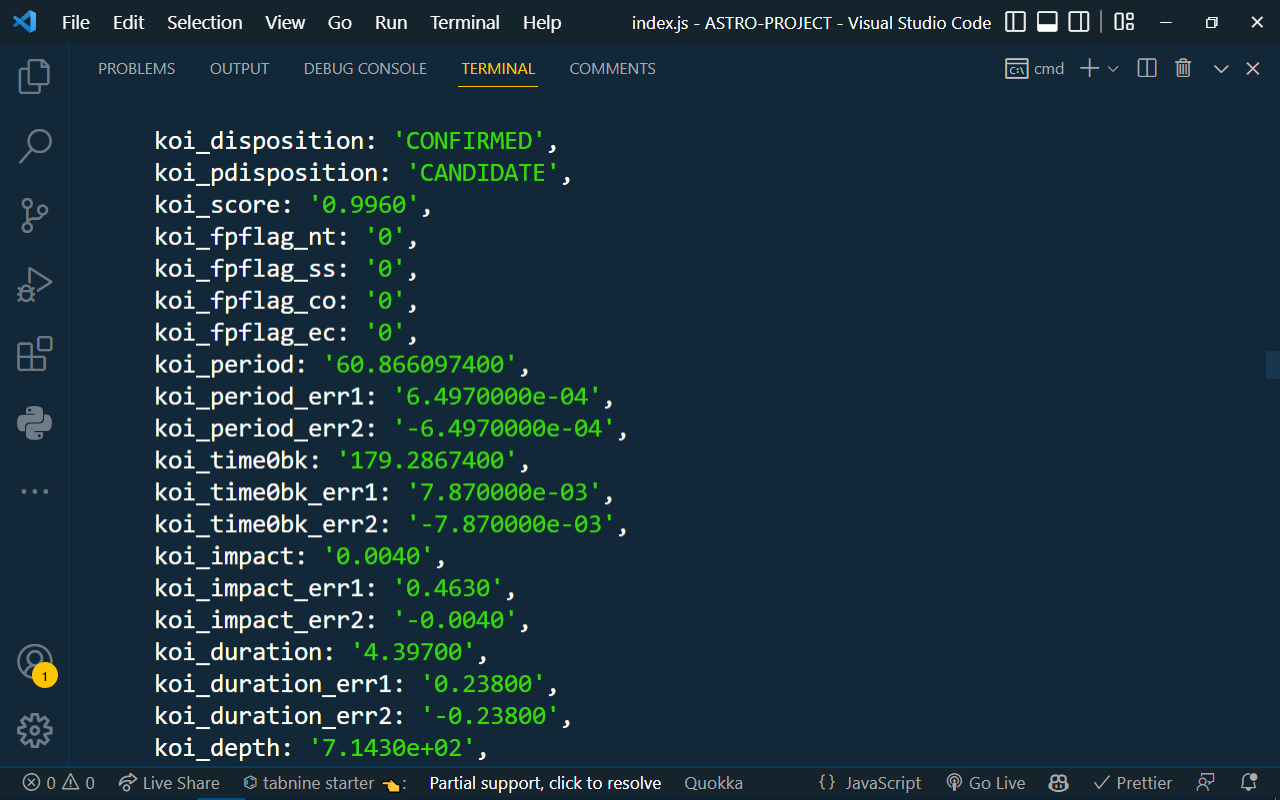 File Edit Selection View Go Run Terminal Help index.js - ASTRO-PROJECT - Visual Studio Code
PROBLEMS OUTPUT DEBUG CONSOLE TERMINAL COMMENTS cmd
koi_disposition: 'CONFIRMED',
koi_pdisposition: 'CANDIDATE',
koi_score: '0.9960',
koi_fpflag_nt: '0',
koi_fpflag_ss: '0',
koi_fpflag_co: '0',
koi_fpflag_ec: '0',
koi_period: '60.866097400',
koi_period_err1: '6.4970000e-04',
koi_period_err2: '-6.4970000e-04',
koi_time0bk: '179.2867400',
koi_time0bk_err1: '7.870000e-03',
koi_time0bk_err2: '-7.870000e-03',
koi_impact: '0.0040',
koi_impact_err1: '0.4630',
koi_impact_err2: '-0.0040',
koi_duration: '4.39700',
koi_duration_err1: '0.23800',
koi_duration_err2: '-0.23800',
koi_depth: '7.1430e+02',
1
0 0 Live Share tabnine starter 👈: Partial support, click to resolve Quokka {} JavaScript Go Live Prettier